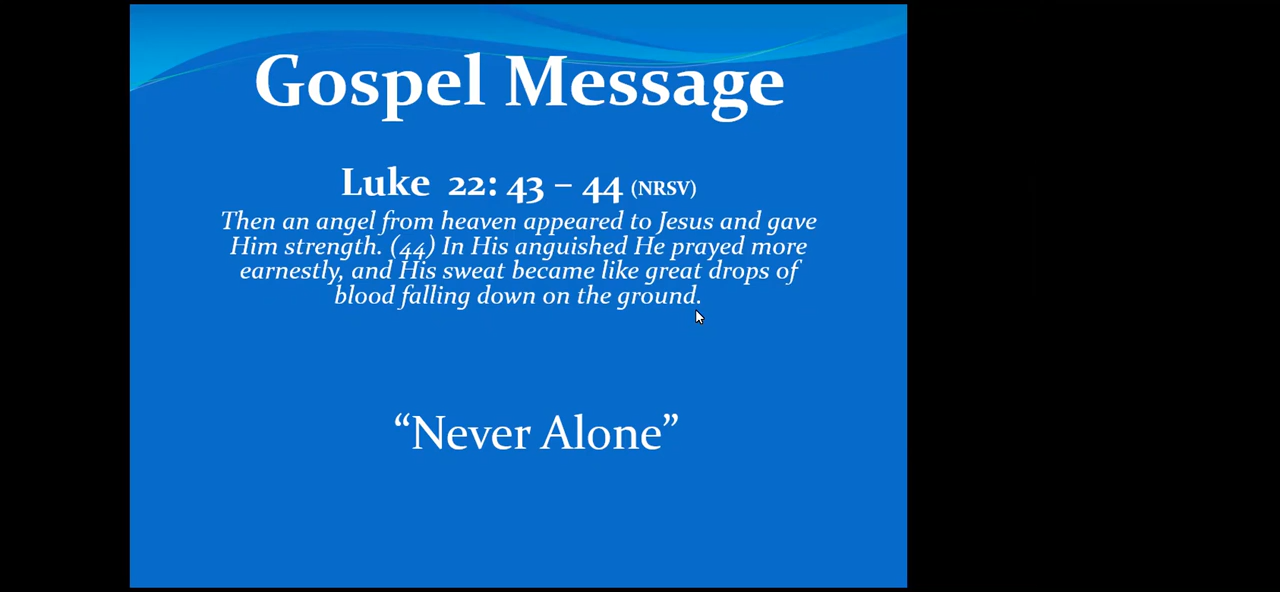 Gospel Message
Luke 22: 43 – 44 (NRSV)
Then an angel from heaven appeared to Jesus and gave
Him strength. (44) In His anguished He prayed more
earnestly, and His sweat became like great drops of
blood falling down on the ground.
“Never Alone”